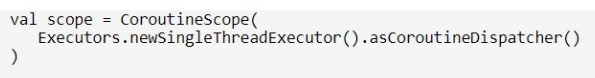 val scope = CoroutineScope(
    Executors.newSingleThreadExecutor().asCoroutineDispatcher()
)